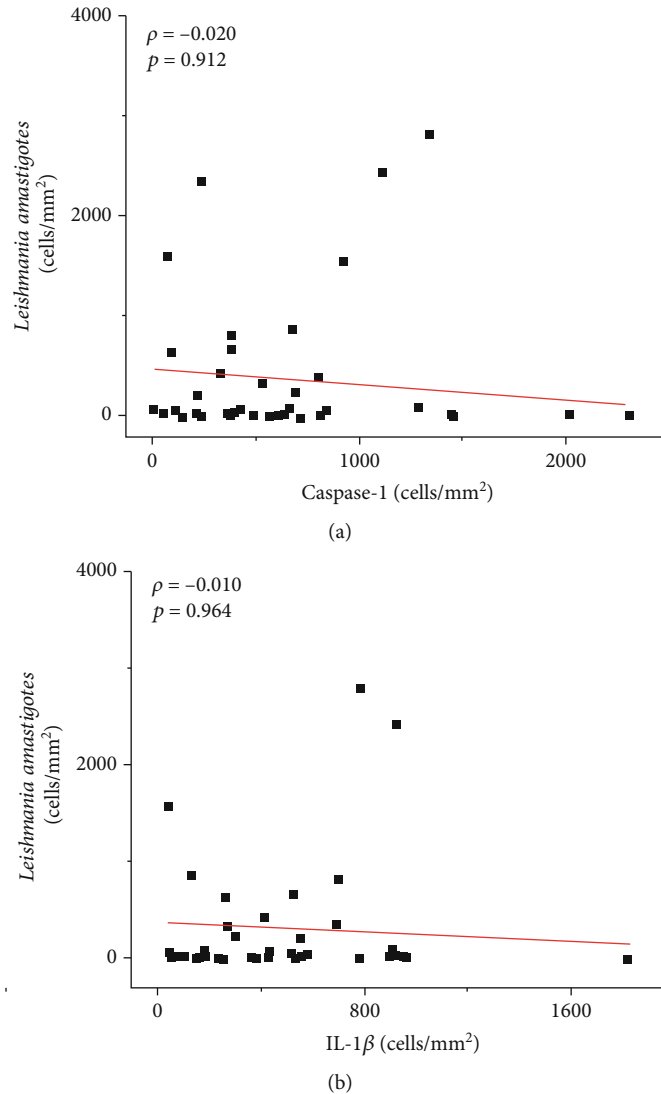 4000
ρ = –0.020
p = 0.912
Leishmania amastigotes
(cells/mm²)
2000
0
0
1000
2000
Caspase-1 (cells/mm²)
(a)
4000
ρ = –0.010
p = 0.964
Leishmania amastigotes
(cells/mm²)
2000
0
0
800
1600
IL-1β (cells/mm²)
(b)